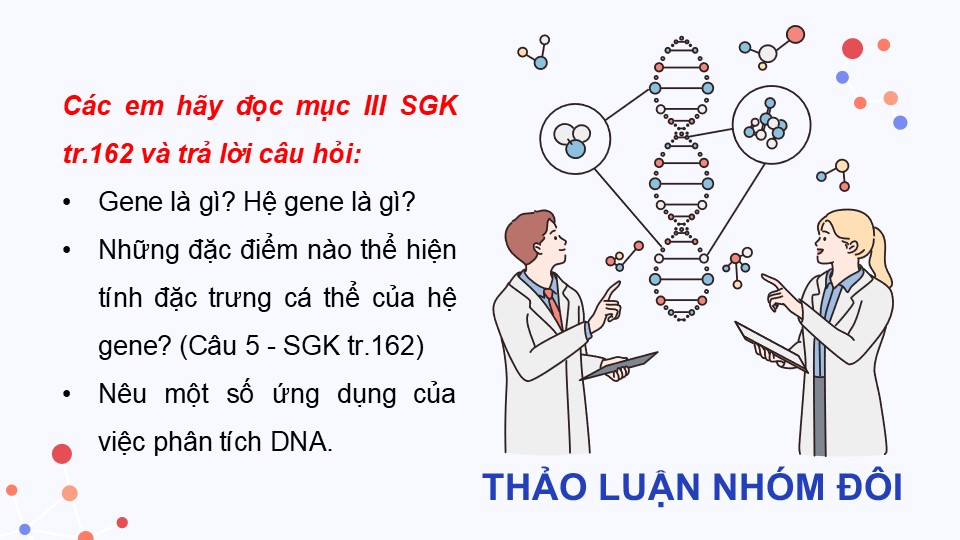 Các em hãy đọc mục III SGK
tr.162 và trả lời câu hỏi:
• Gene là gì? Hệ gene là gì?
• Những đặc điểm nào thể hiện
tính đặc trưng cá thể của hệ
gene? (Câu 5 - SGK tr.162)
• Nêu một số ứng dụng của
việc phân tích DNA.
THẢO LUẬN NHÓM ĐÔI